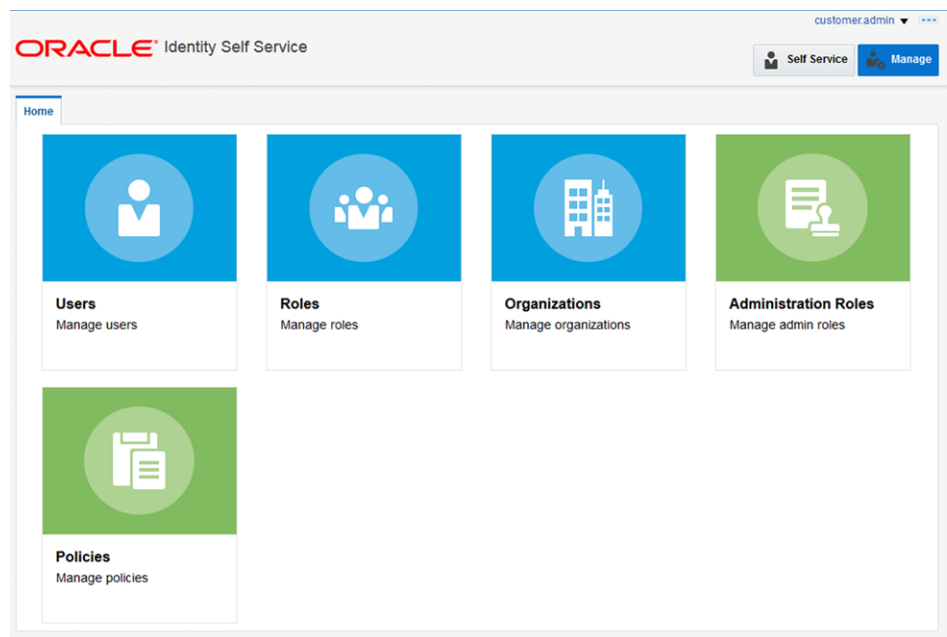 customer.admin
ORACLE® Identity Self Service
Self Service
Manage
Home
Users
Manage users
Roles
Manage roles
Organizations
Manage organizations
Administration Roles
Manage admin roles
Policies
Manage policies